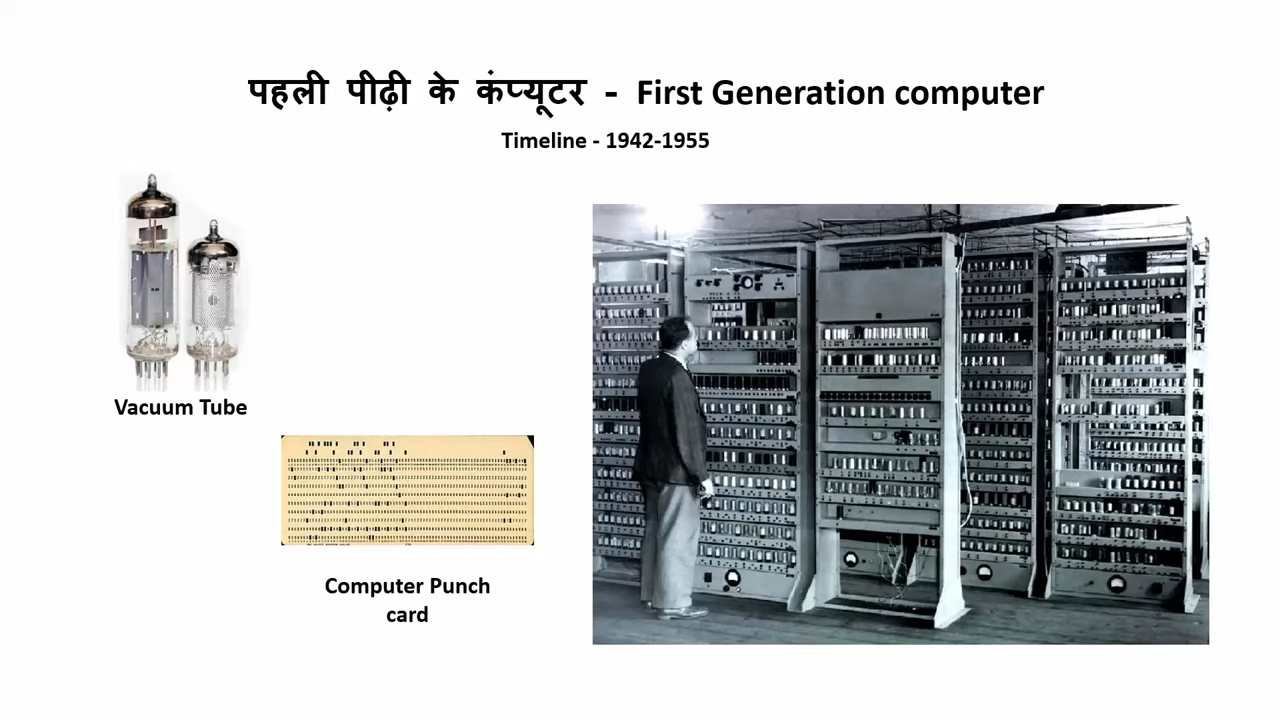 पहली पीढ़ी के कंप्यूटर - First Generation computer
Timeline - 1942-1955
Vacuum Tube
Computer Punch
card